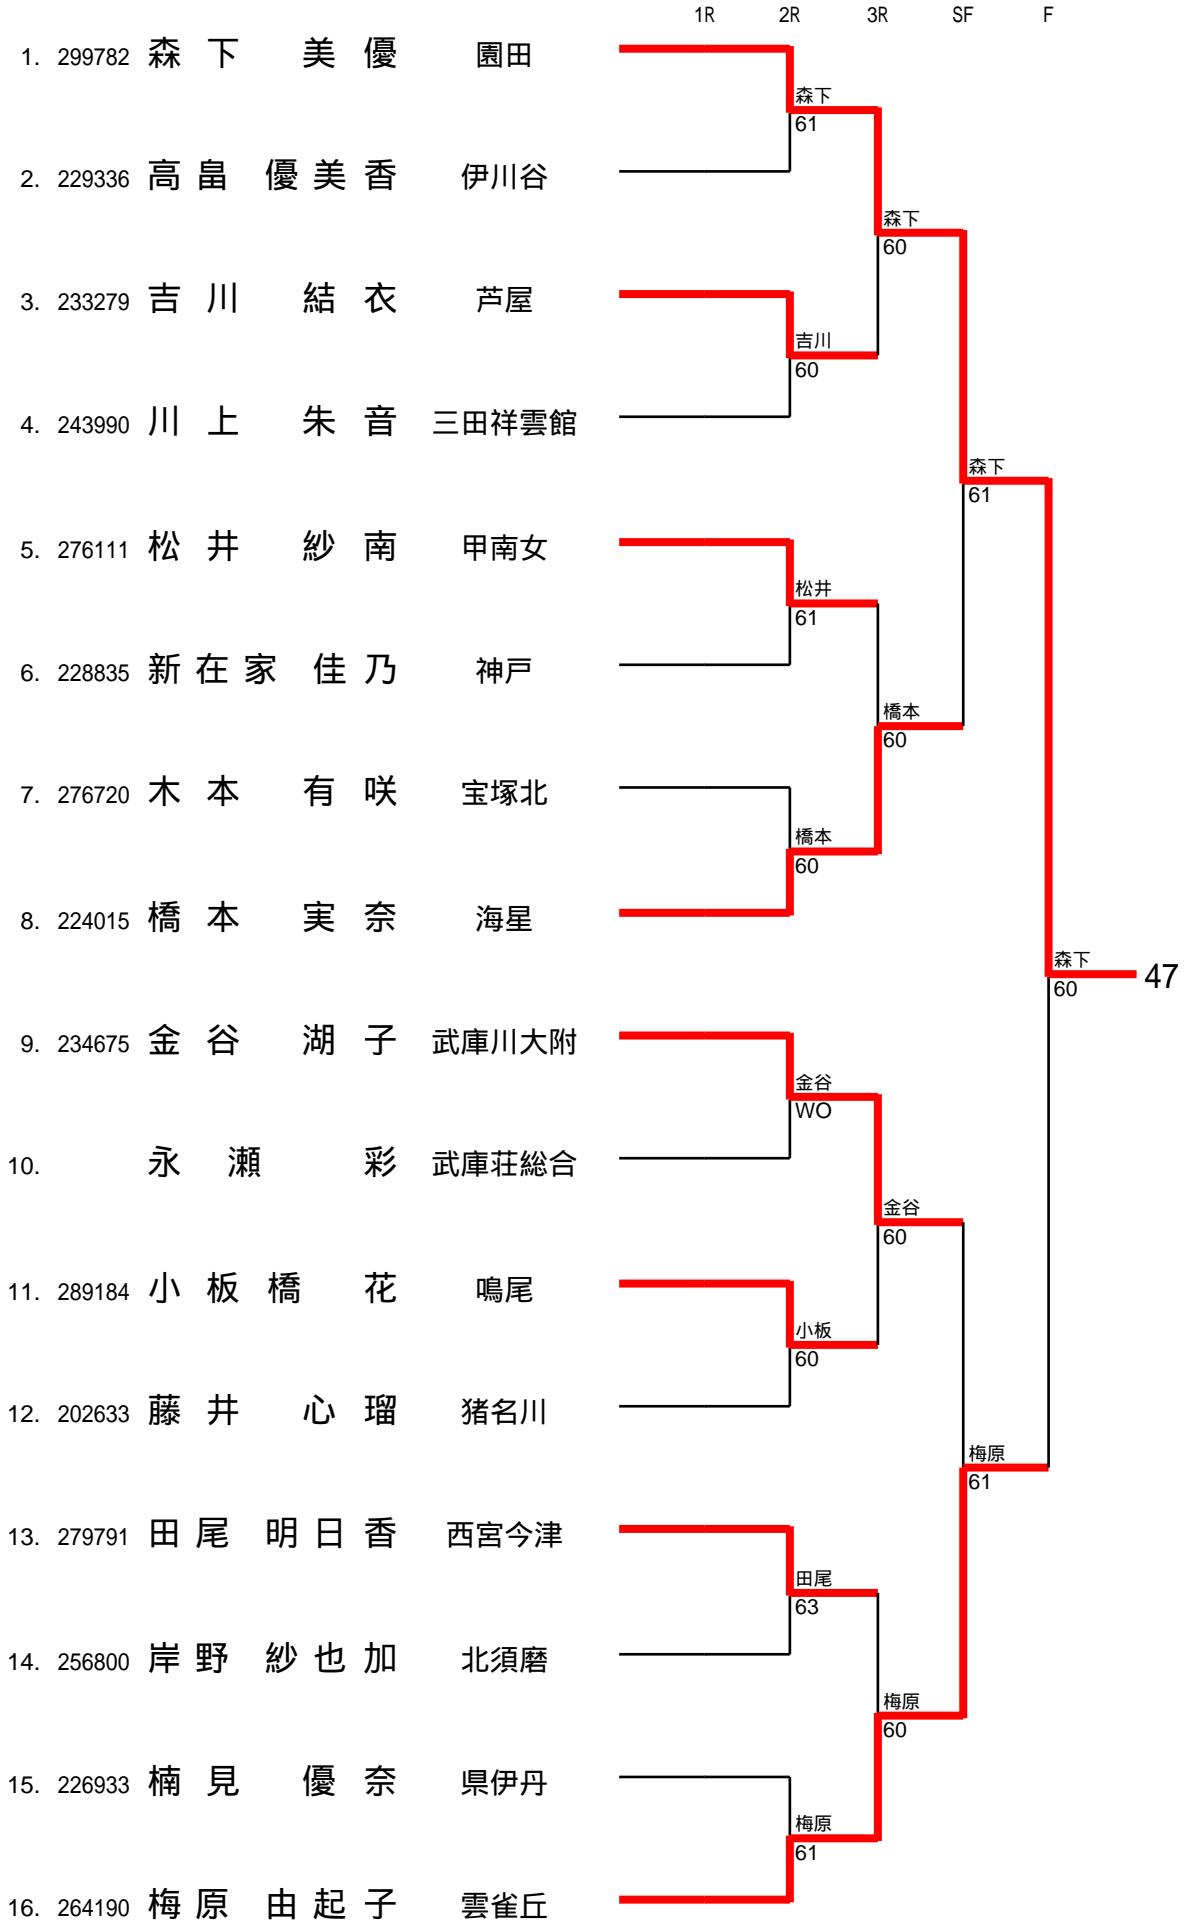 1R 2R 3R SF F
1. 299782 森下 美優 園田
森下
61
2. 229336 高畠 優美香 伊川谷
森下
60
3. 233279 吉川 結衣 芦屋
吉川
60
4. 243990 川上 朱音 三田祥雲館
森下
61
5. 276111 松井 紗南 甲南女
松井
61
6. 228835 新在家 佳乃 神戸
橋本
60
7. 276720 木本 有咲 宝塚北
橋本
60
8. 224015 橋本 実奈 海星
森下
60
47
9. 234675 金谷 湖子 武庫川大附
金谷
WO
10. 永瀬 彩 武庫荘総合
金谷
60
11. 289184 小板橋 花 鳴尾
小板
60
12. 202633 藤井 心瑠 猪名川
梅原
61
13. 279791 田尾 明日香 西宮今津
田尾
63
14. 256800 岸野 紗也加 北須磨
梅原
60
15. 226933 楠見 優奈 県伊丹
梅原
61
16. 264190 梅原 由起子 雲雀丘